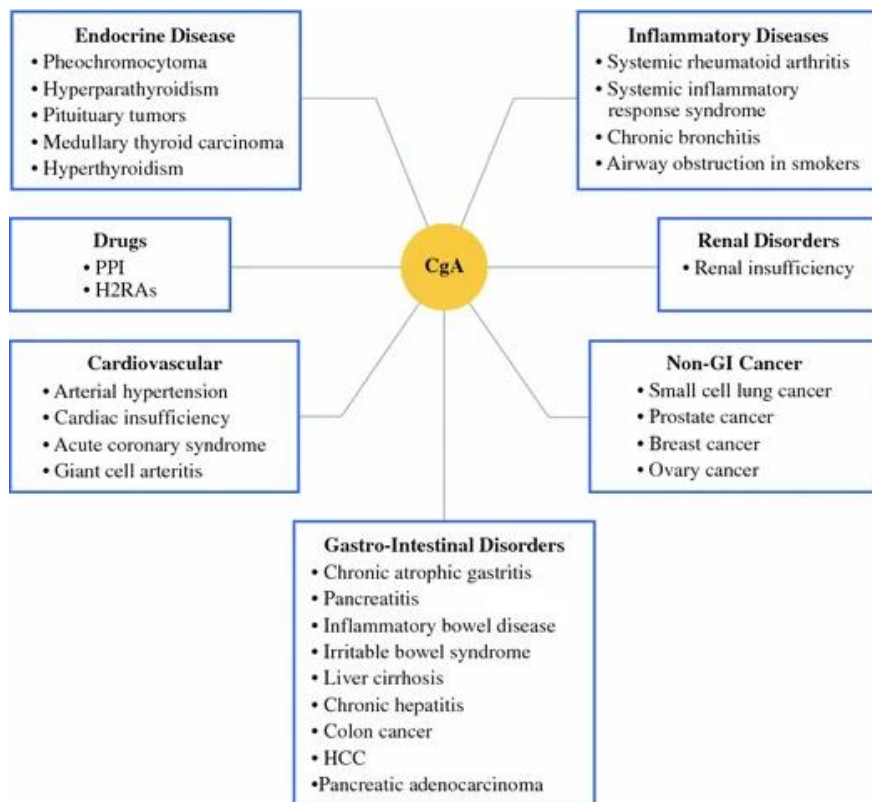 Endocrine Disease
• Pheochromocytoma
• Hyperparathyroidism
• Pituitury tumors
• Medullary thyroid carcinoma
• Hyperthyroidism
Inflammatory Diseases
• Systemic rheumatoid arthritis
• Systemic inflammatory
response syndrome
• Chronic bronchitis
• Airway obstruction in smokers
Drugs
• PPI
• H2RAs
CgA
Renal Disorders
• Renal insufficiency
Cardiovascular
• Arterial hypertension
• Cardiac insufficiency
• Acute coronary syndrome
• Giant cell arteritis
Non-GI Cancer
• Small cell lung cancer
• Prostate cancer
• Breast cancer
• Ovary cancer
Gastro-Intestinal Disorders
• Chronic atrophic gastritis
• Pancreatitis
• Inflammatory bowel disease
• Irritable bowel syndrome
• Liver cirrhosis
• Chronic hepatitis
• Colon cancer
• HCC
•Pancreatic adenocarcinoma